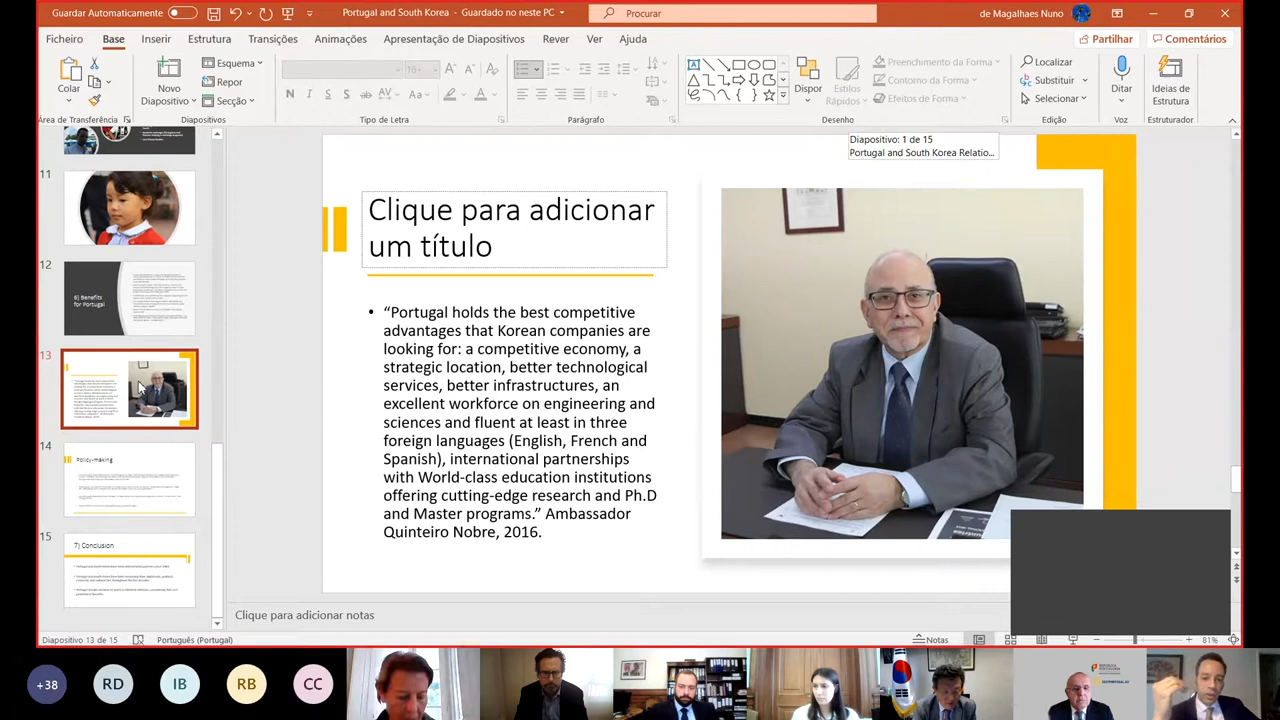 Guardar Automaticamente
Portugal and South Korea - Guardado no neste PC
Procurar
de Magalhaes Nuno
Ficheiro Base Inserir Estrutura Transições Animações Apresentação de Diapositivos Rever Ver Ajuda
Partilhar Comentários
Colar
Novo
Diapositivo
Esquema
Repor
Secção
16
N I S ab AV Aa
Dispor
Estilos
Rápidos
Preenchimento da Forma
Contorno da Forma
Efeitos de Forma
Localizar
Substituir
Selecionar
Ditar
Ideias de
Estrutura
Área de Transferência Diapositivos Tipo de Letra Parágrafo Desenho Edição Voz Estruturador
Diapositivo: 1 de 15
Portugal and South Korea Relatio...
11
12
6) Benefits
for Portugal
13
14
Policy-making
15
7) Conclusion
Clique para adicionar
um título
• “Portugal holds the best competitive
advantages that Korean companies are
looking for: a competitive economy, a
strategic location, better technological
services, better infrastructures, an
excellent workforce in engineering and
sciences and fluent at least in three
foreign languages (English, French and
Spanish), international partnerships
with World-class education institutions
offering cutting-edge research and Ph.D
and Master programs.” Ambassador
Quinteiro Nobre, 2016.
Clique para adicionar notas
Diapositivo 13 de 15 Português (Portugal) Notas 81%
+38 RD IB RB CC